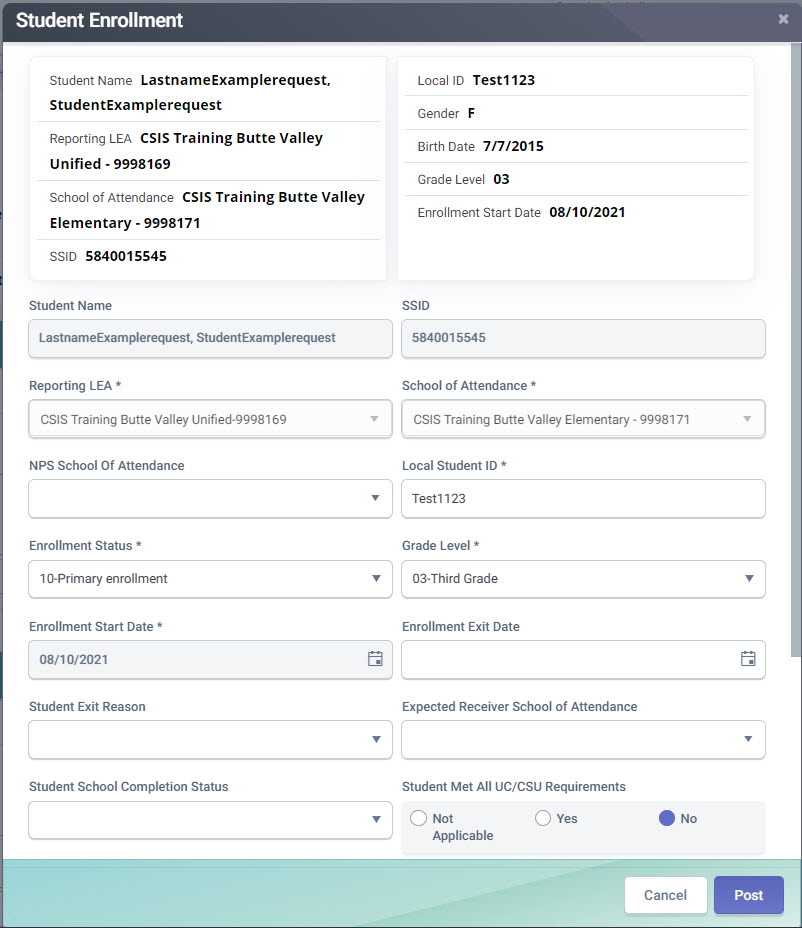 Student Enrollment
Student Name LastnameExamplerequest,
StudentExamplerequest
Reporting LEA CSIS Training Butte Valley
Unified - 9998169
School of Attendance CSIS Training Butte Valley
Elementary - 9998171
SSID 5840015545
Local ID Test1123
Gender F
Birth Date 7/7/2015
Grade Level 03
Enrollment Start Date 08/10/2021
Student Name
LastnameExamplerequest, StudentExamplerequest
SSID
5840015545
Reporting LEA *
CSIS Training Butte Valley Unified-9998169
School of Attendance *
CSIS Training Butte Valley Elementary - 9998171
NPS School Of Attendance
Local Student ID *
Test1123
Enrollment Status *
10-Primary enrollment
Grade Level *
03-Third Grade
Enrollment Start Date *
08/10/2021
Enrollment Exit Date
Student Exit Reason
Expected Receiver School of Attendance
Student School Completion Status
Student Met All UC/CSU Requirements
Not
Applicable
Yes
No
Cancel
Post